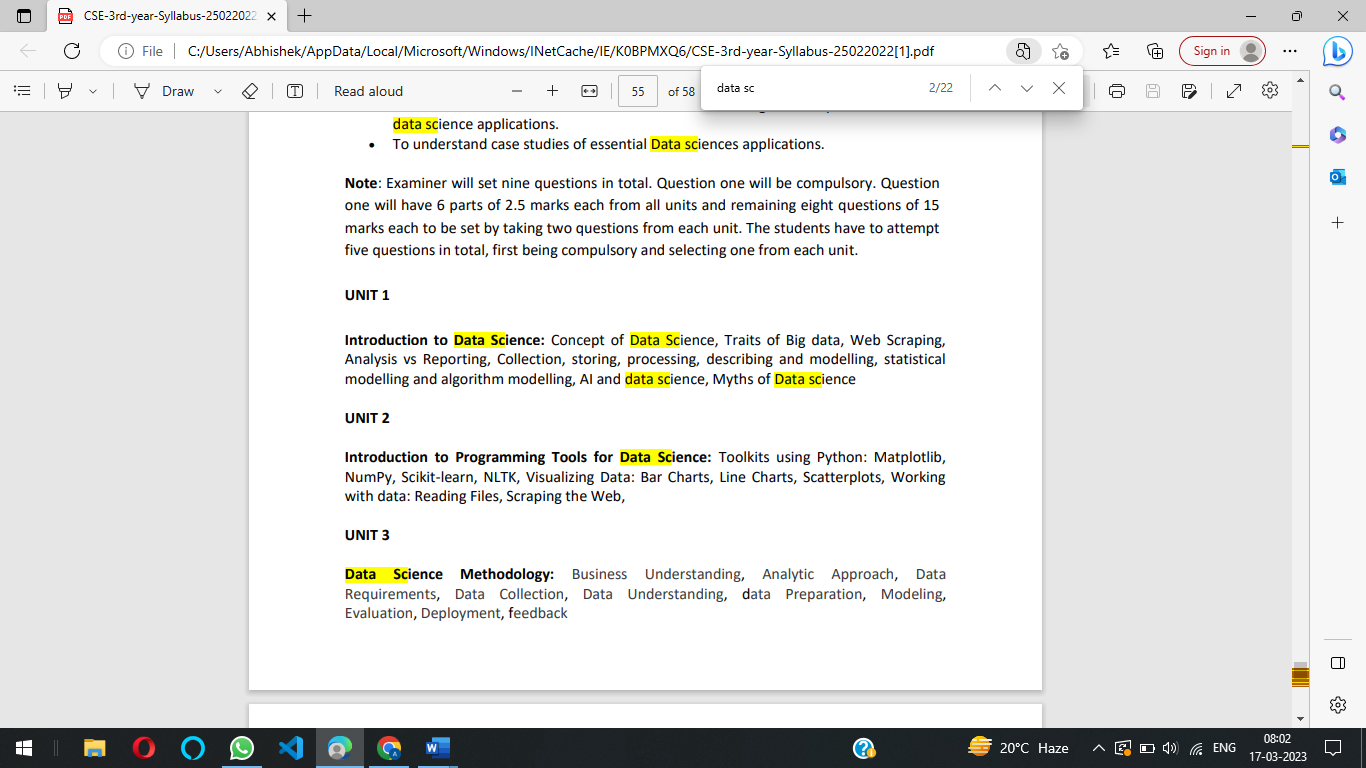 CSE-3rd-year-Syllabus-25022022
File
C:/Users/Abhishek/AppData/Local/Microsoft/Windows/INetCache/IE/K0BPMXQ6/CSE-3rd-year-Syllabus-25022022[1].pdf
Sign in
Draw
Read aloud
55
of 58
data sc
2/22
data science applications.
• To understand case studies of essential Data sciences applications.
Note: Examiner will set nine questions in total. Question one will be compulsory. Question
one will have 6 parts of 2.5 marks each from all units and remaining eight questions of 15
marks each to be set by taking two questions from each unit. The students have to attempt
five questions in total, first being compulsory and selecting one from each unit.
UNIT 1
Introduction to Data Science: Concept of Data Science, Traits of Big data, Web Scraping,
Analysis vs Reporting, Collection, storing, processing, describing and modelling, statistical
modelling and algorithm modelling, AI and data science, Myths of Data science
UNIT 2
Introduction to Programming Tools for Data Science: Toolkits using Python: Matplotlib,
NumPy, Scikit-learn, NLTK, Visualizing Data: Bar Charts, Line Charts, Scatterplots, Working
with data: Reading Files, Scraping the Web,
UNIT 3
Data Science Methodology: Business Understanding, Analytic Approach, Data
Requirements, Data Collection, Data Understanding, data Preparation, Modeling,
Evaluation, Deployment, feedback
20°C Haze
ENG
08:02
17-03-2023